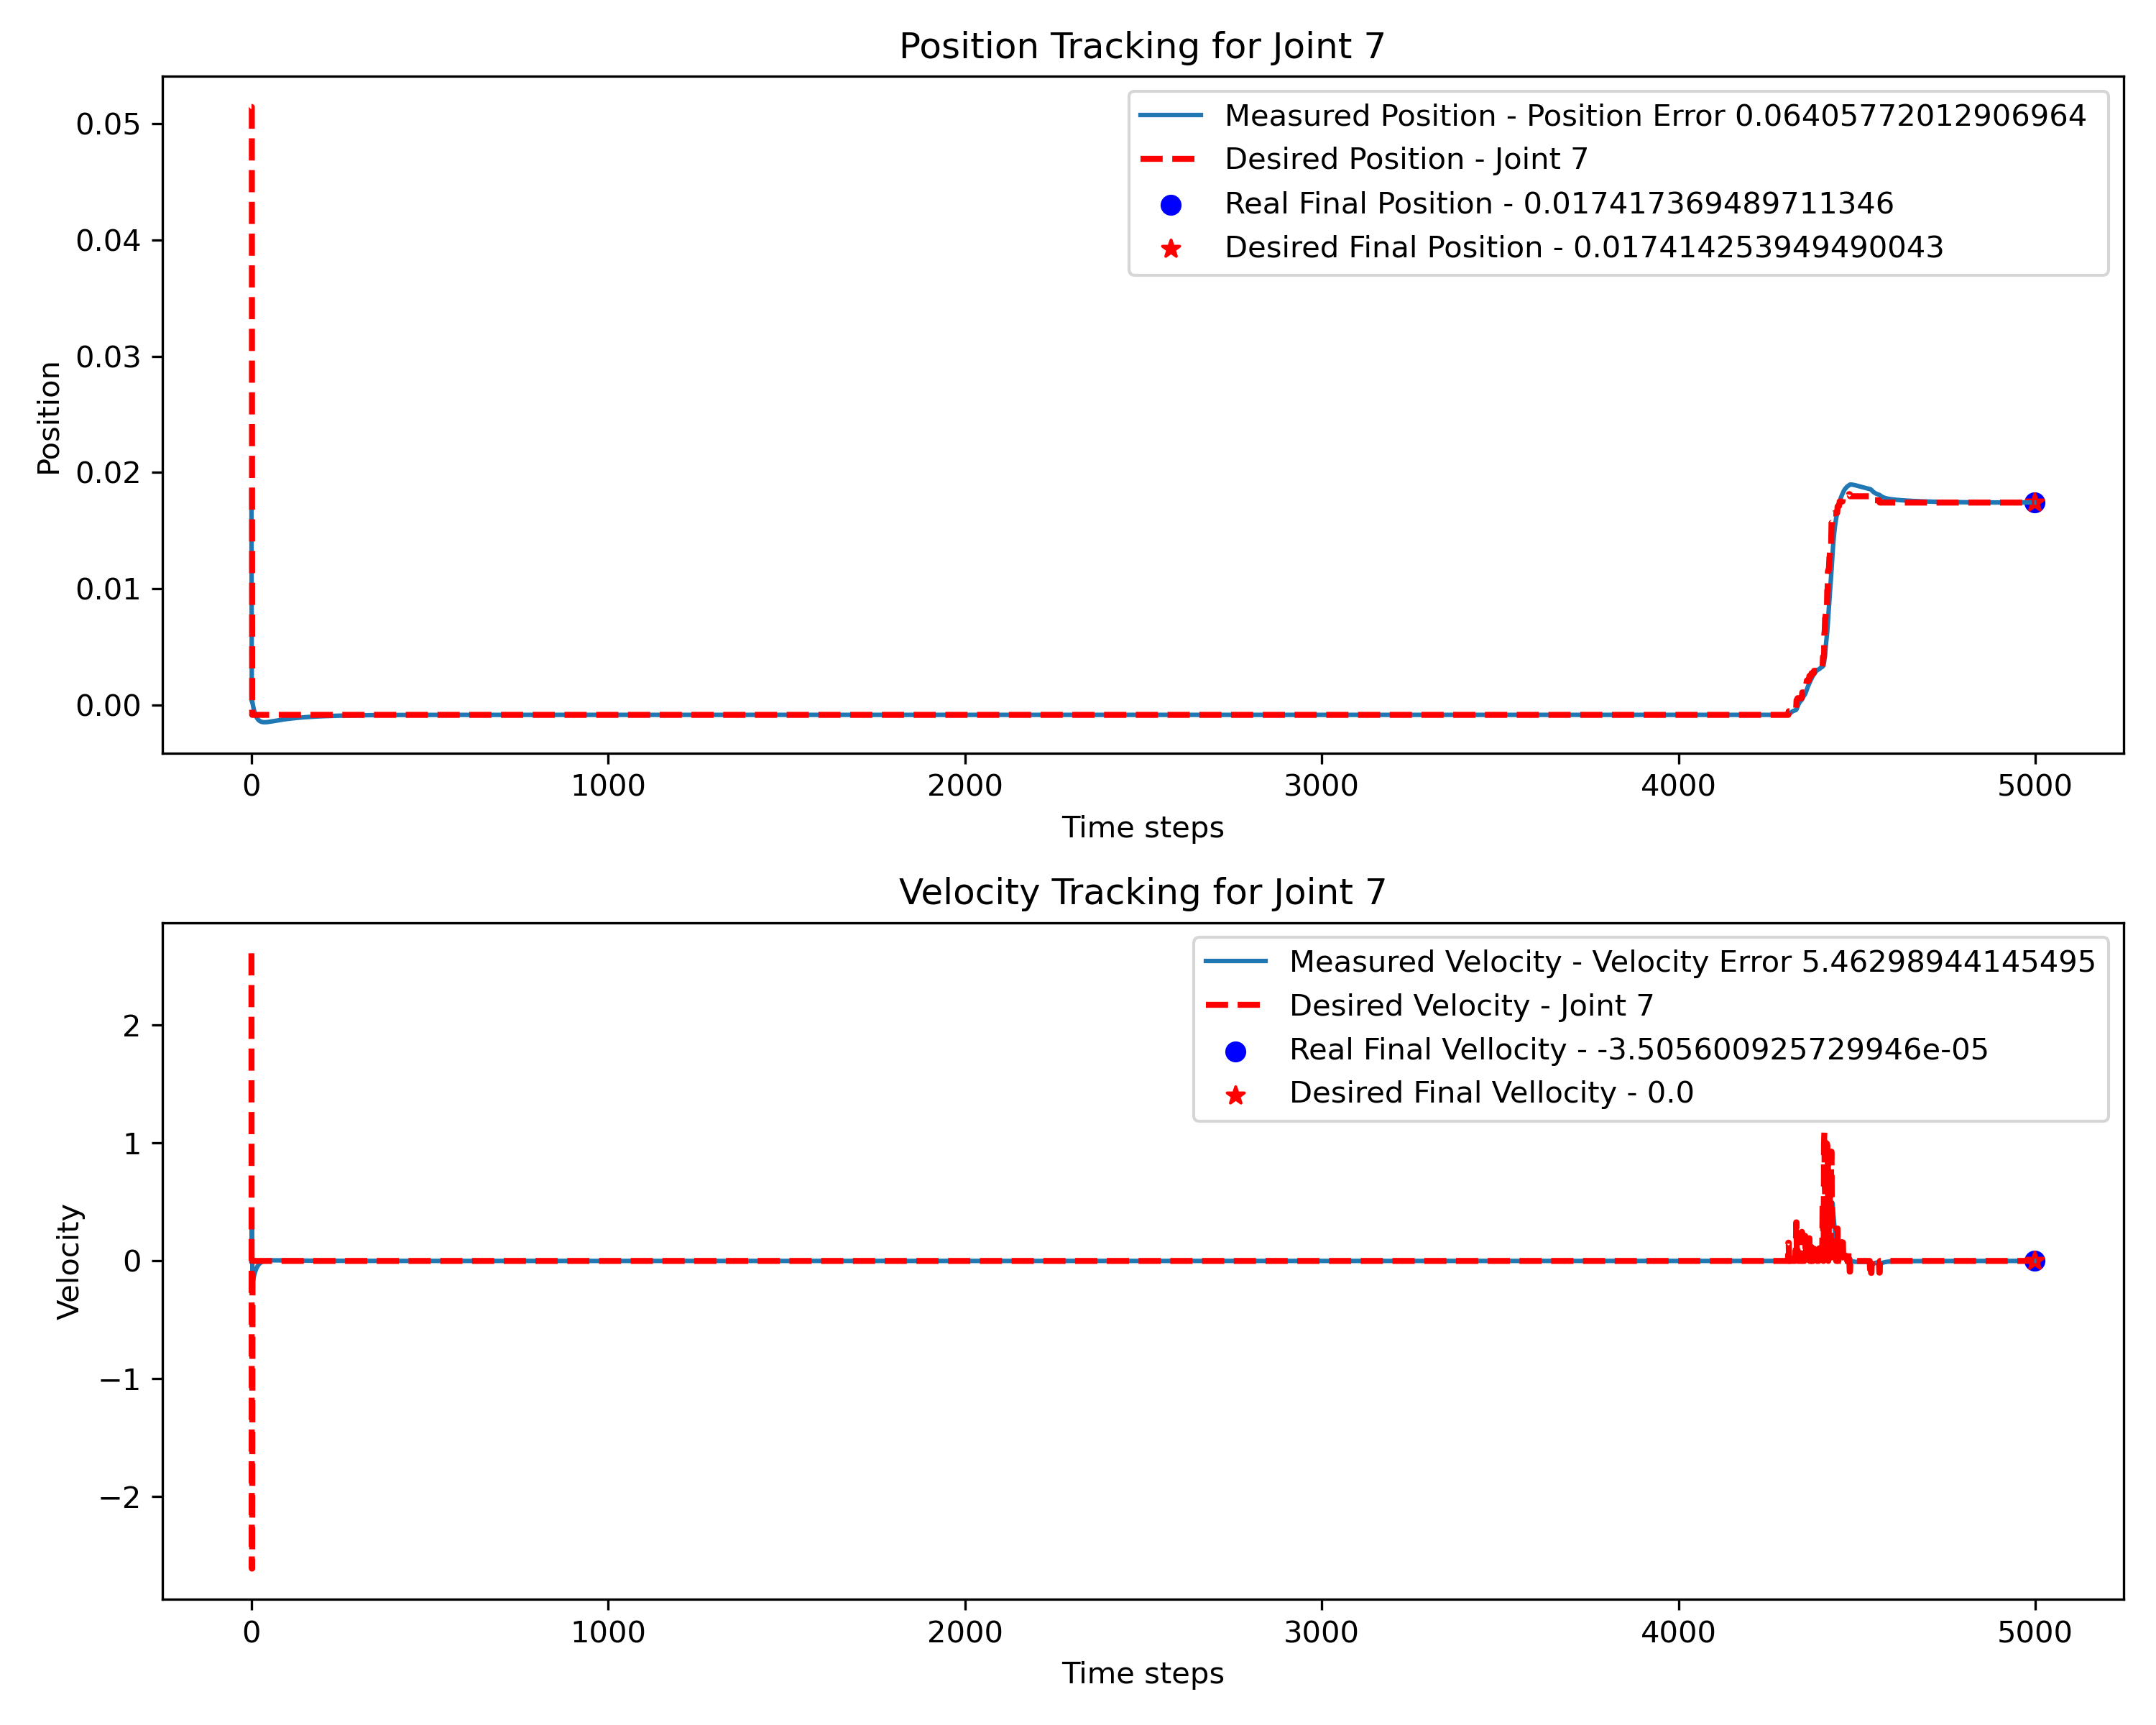 Position Tracking for Joint 7
Measured Position - Position Error 0.06405772012906964
Desired Position - Joint 7
Real Final Position - 0.017417369489711346
Desired Final Position - 0.017414253949490043
Position
0.05
0.04
0.03
0.02
0.01
0.00
0 1000 2000 3000 4000 5000
Time steps
Velocity Tracking for Joint 7
Measured Velocity - Velocity Error 5.46298944145495
Desired Velocity - Joint 7
Real Final Vellocity - -3.505600925729946e-05
Desired Final Vellocity - 0.0
Velocity
2
1
0
−1
−2
0 1000 2000 3000 4000 5000
Time steps